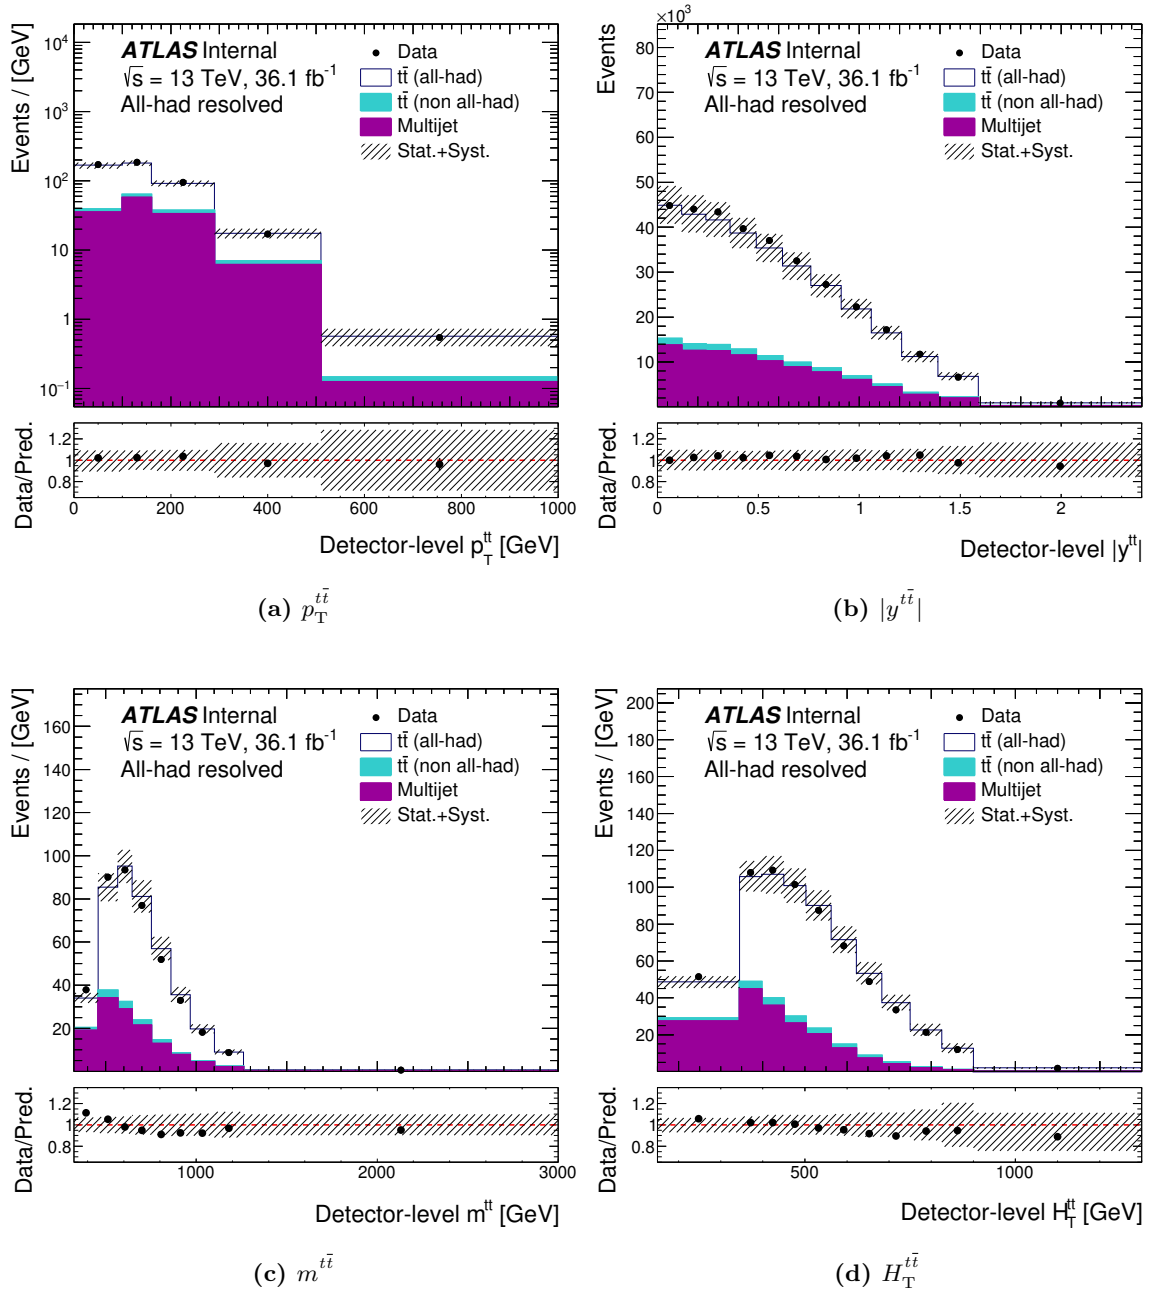 ATLAS Internal
√s = 13 TeV, 36.1 fb⁻¹
All-had resolved
Data
tt̄ (all-had)
tt̄ (non all-had)
Multijet
Stat.+Syst.
Events / [GeV]
10⁴
10³
10²
10
1
10⁻¹
Data/Pred.
1.2
1
0.8
0 200 400 600 800 1000
Detector-level p_T^tt̄ [GeV]
(a) p_T^tt̄
×10³
ATLAS Internal
√s = 13 TeV, 36.1 fb⁻¹
All-had resolved
Data
tt̄ (all-had)
tt̄ (non all-had)
Multijet
Stat.+Syst.
Events
80
70
60
50
40
30
20
10
Data/Pred.
1.2
1
0.8
0 0.5 1 1.5 2
Detector-level |y^tt̄|
(b) |y^tt̄|
ATLAS Internal
√s = 13 TeV, 36.1 fb⁻¹
All-had resolved
Data
tt̄ (all-had)
tt̄ (non all-had)
Multijet
Stat.+Syst.
Events / [GeV]
160
140
120
100
80
60
40
20
Data/Pred.
1.2
1
0.8
1000 2000 3000
Detector-level m^tt̄ [GeV]
(c) m^tt̄
ATLAS Internal
√s = 13 TeV, 36.1 fb⁻¹
All-had resolved
Data
tt̄ (all-had)
tt̄ (non all-had)
Multijet
Stat.+Syst.
Events / [GeV]
200
180
160
140
120
100
80
60
40
20
Data/Pred.
1.2
1
0.8
500 1000
Detector-level H_T^tt̄ [GeV]
(d) H_T^tt̄